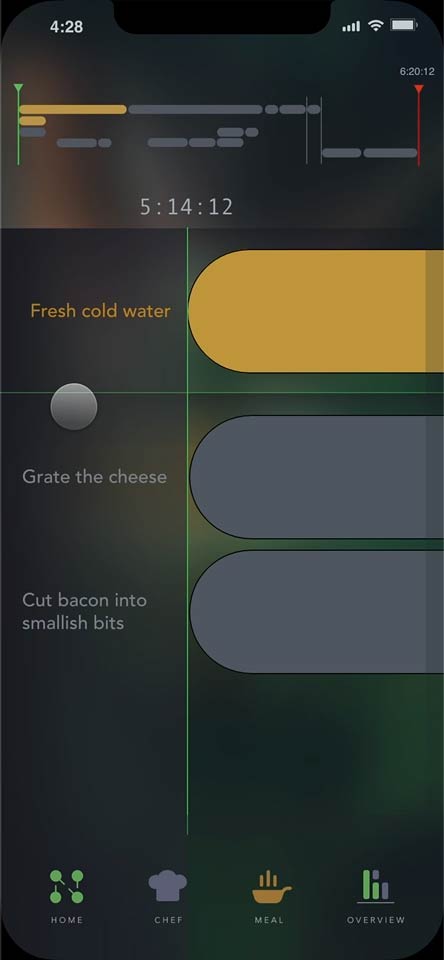 4:28
6:20:12
5:14:12
Fresh cold water
Grate the cheese
Cut bacon into
smallish bits
HOME
CHEF
MEAL
OVERVIEW